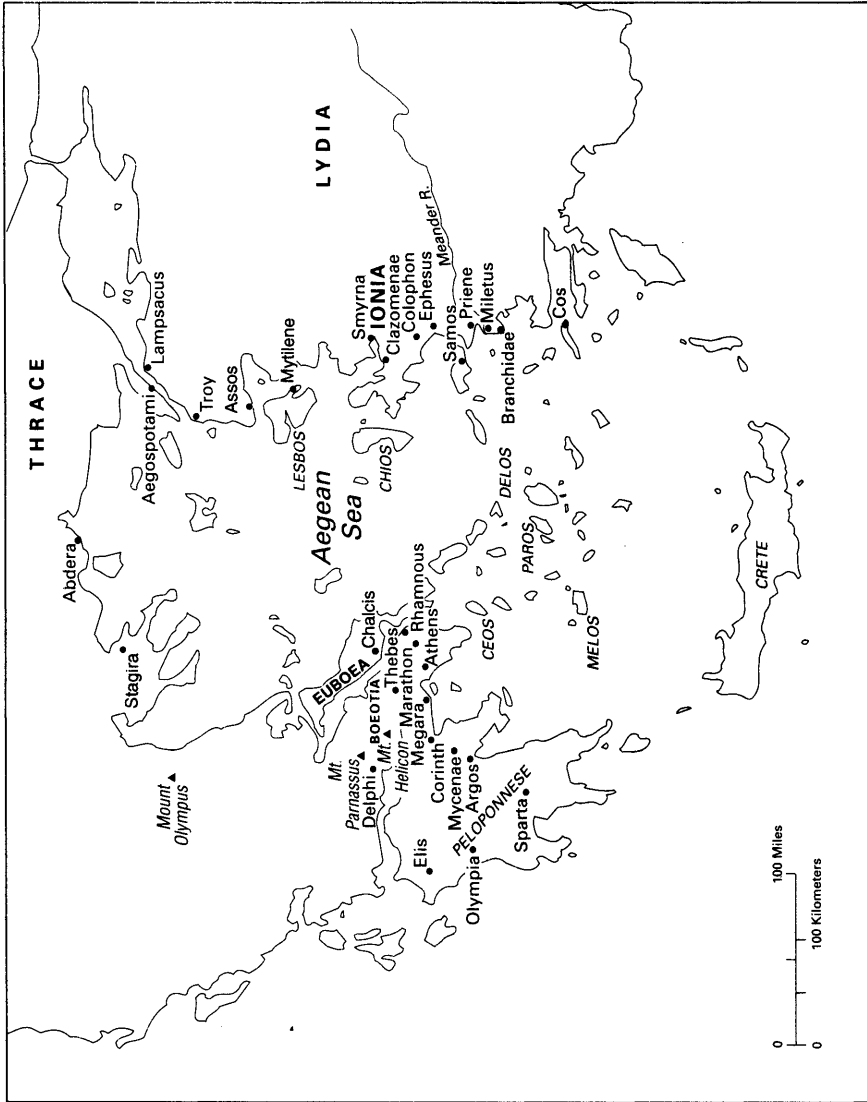 THRACE
Abdera
Stagira
Aegospotami
Lampsacus
Troy
Assos
Mount
Olympus
Mytilene
LESBOS
LYDIA
Aegean
Sea
CHIOS
Smyrna
IONIA
Clazomenae
Colophon
Ephesus
Meander R.
Samos
Priene
Miletus
Branchidae
Cos
EUBOEA
Chalcis
Mt.
Parnassus
Delphi
BOEOTIA
Mt.
Helicon
Thebes
Marathon
Rhamnous
Megara
Athens
Corinth
Mycenae
Argos
Elis
PELOPONNESE
Olympia
Sparta
CEOS
DELOS
PAROS
MELOS
CRETE
0 100 Miles
0 100 Kilometers